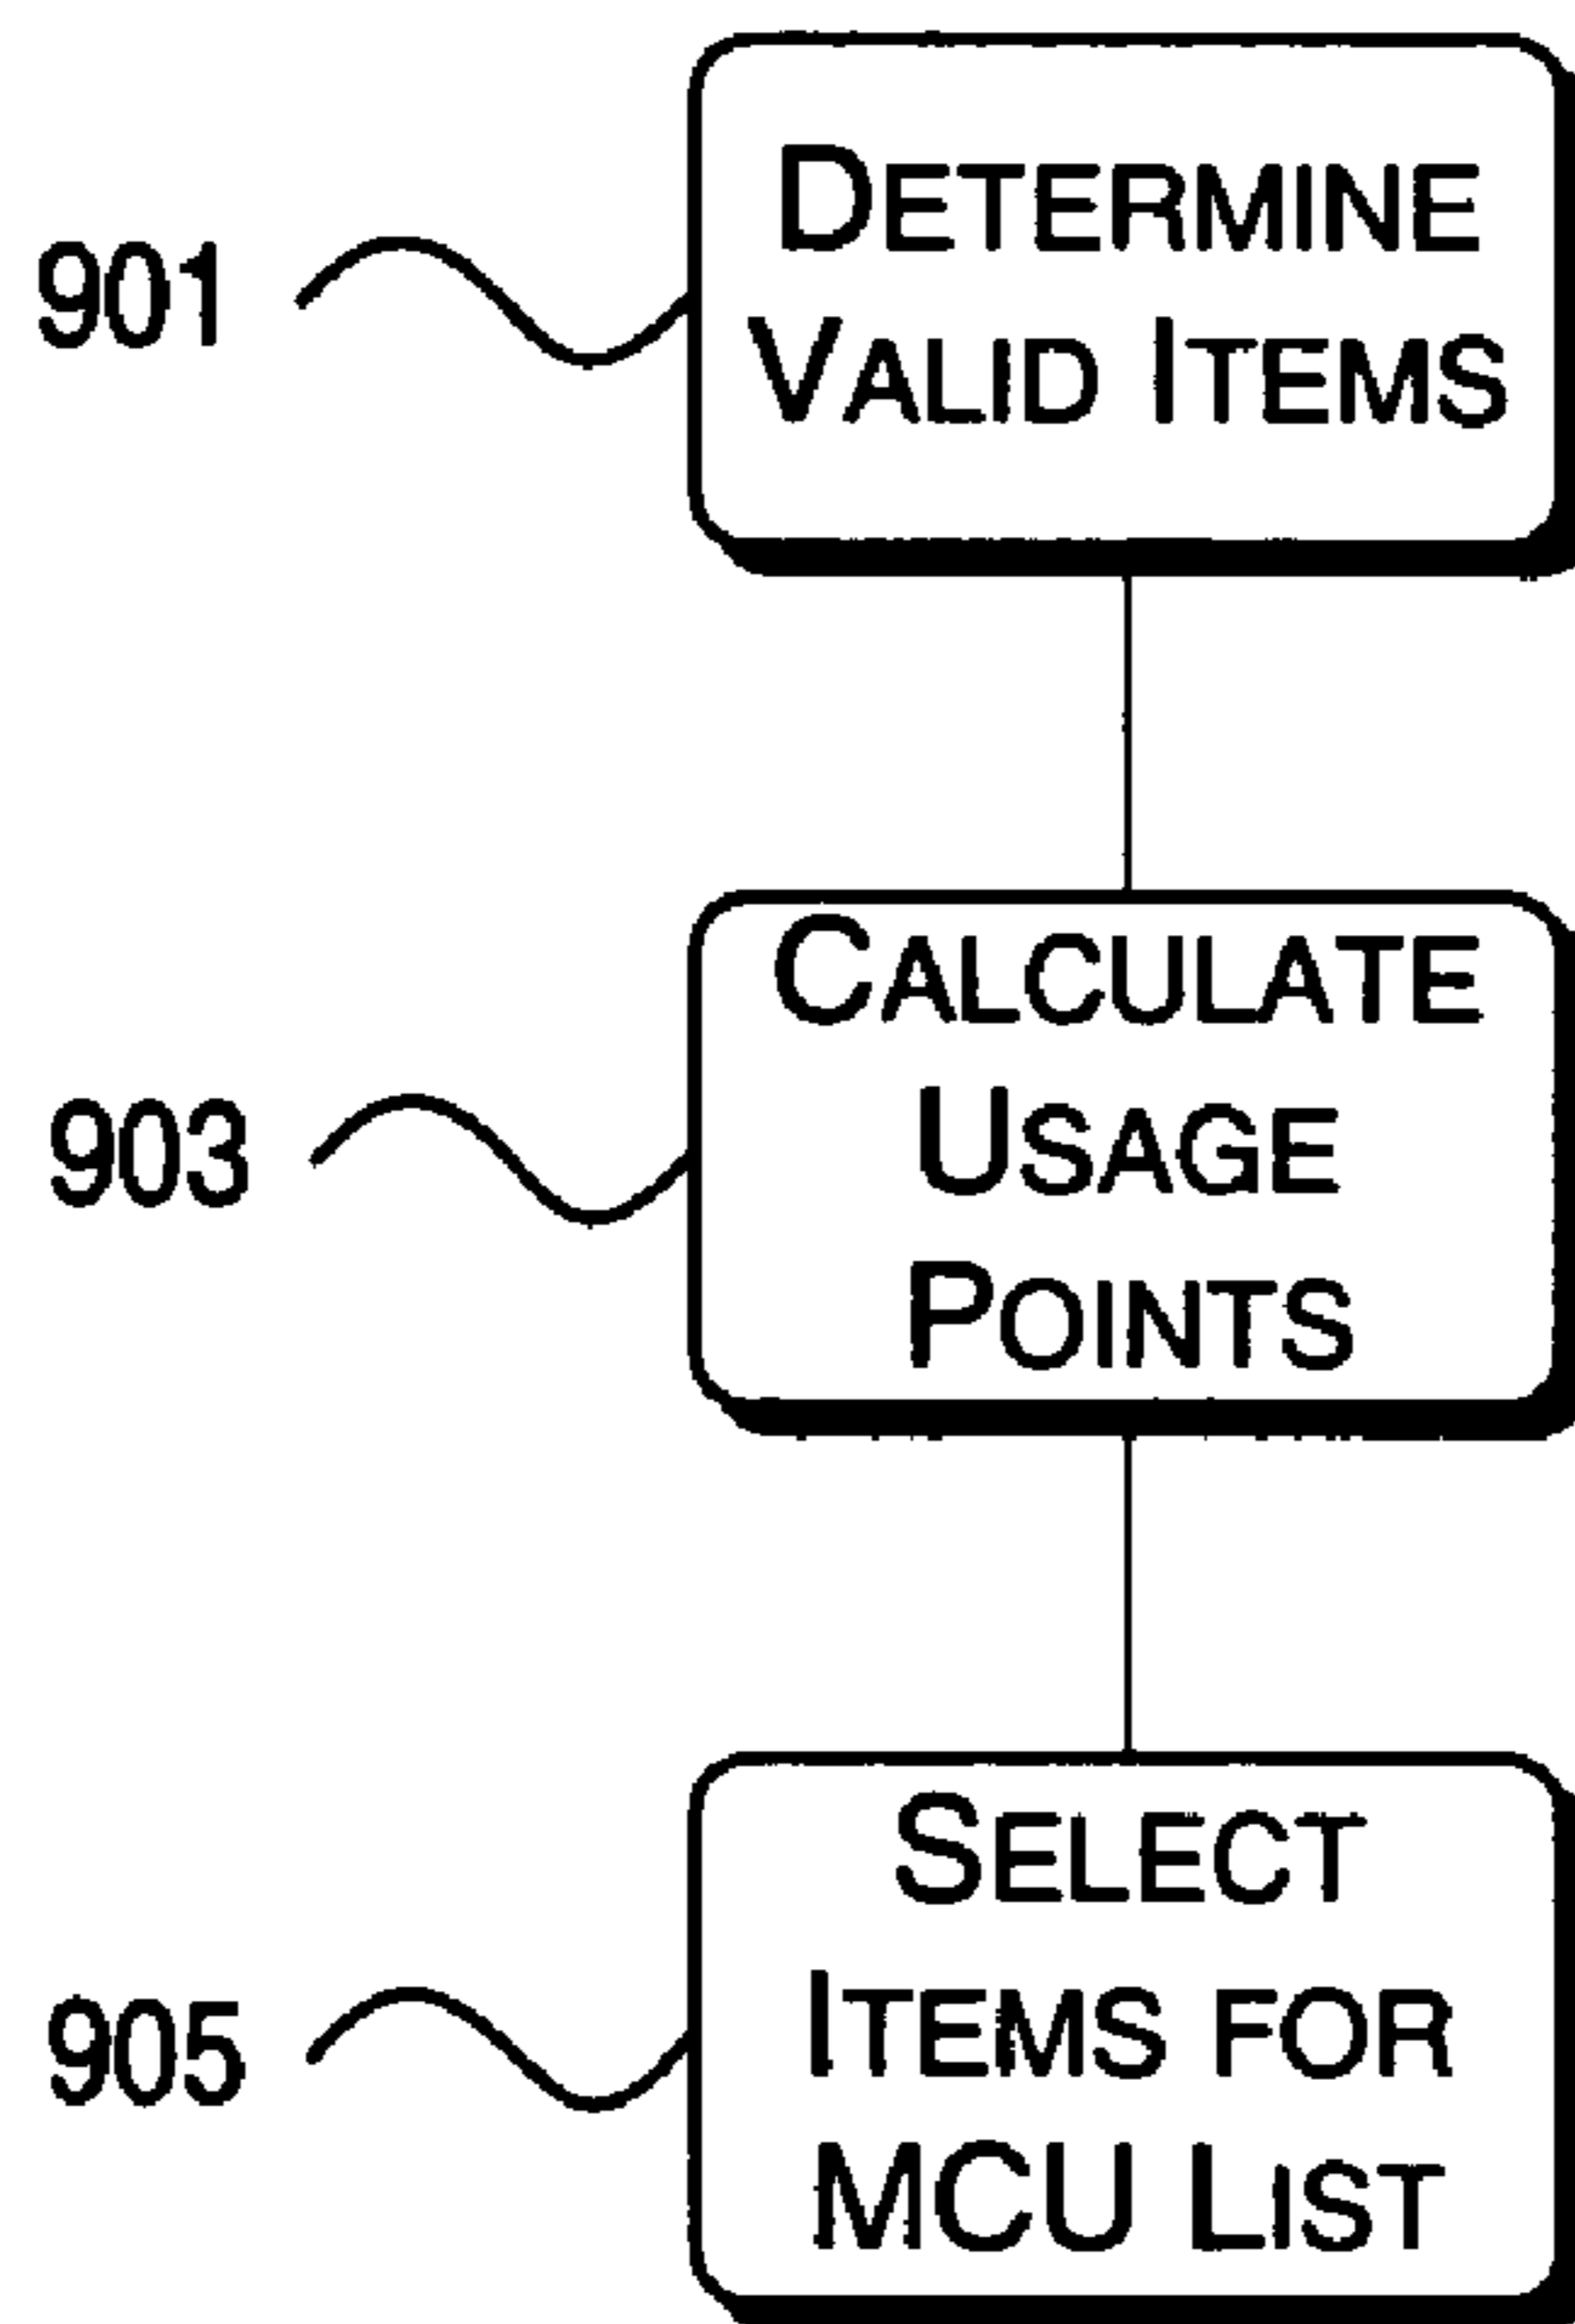 901
DETERMINE
VALID ITEMS
903
CALCULATE
USAGE
POINTS
905
SELECT
ITEMS FOR
MCU LIST